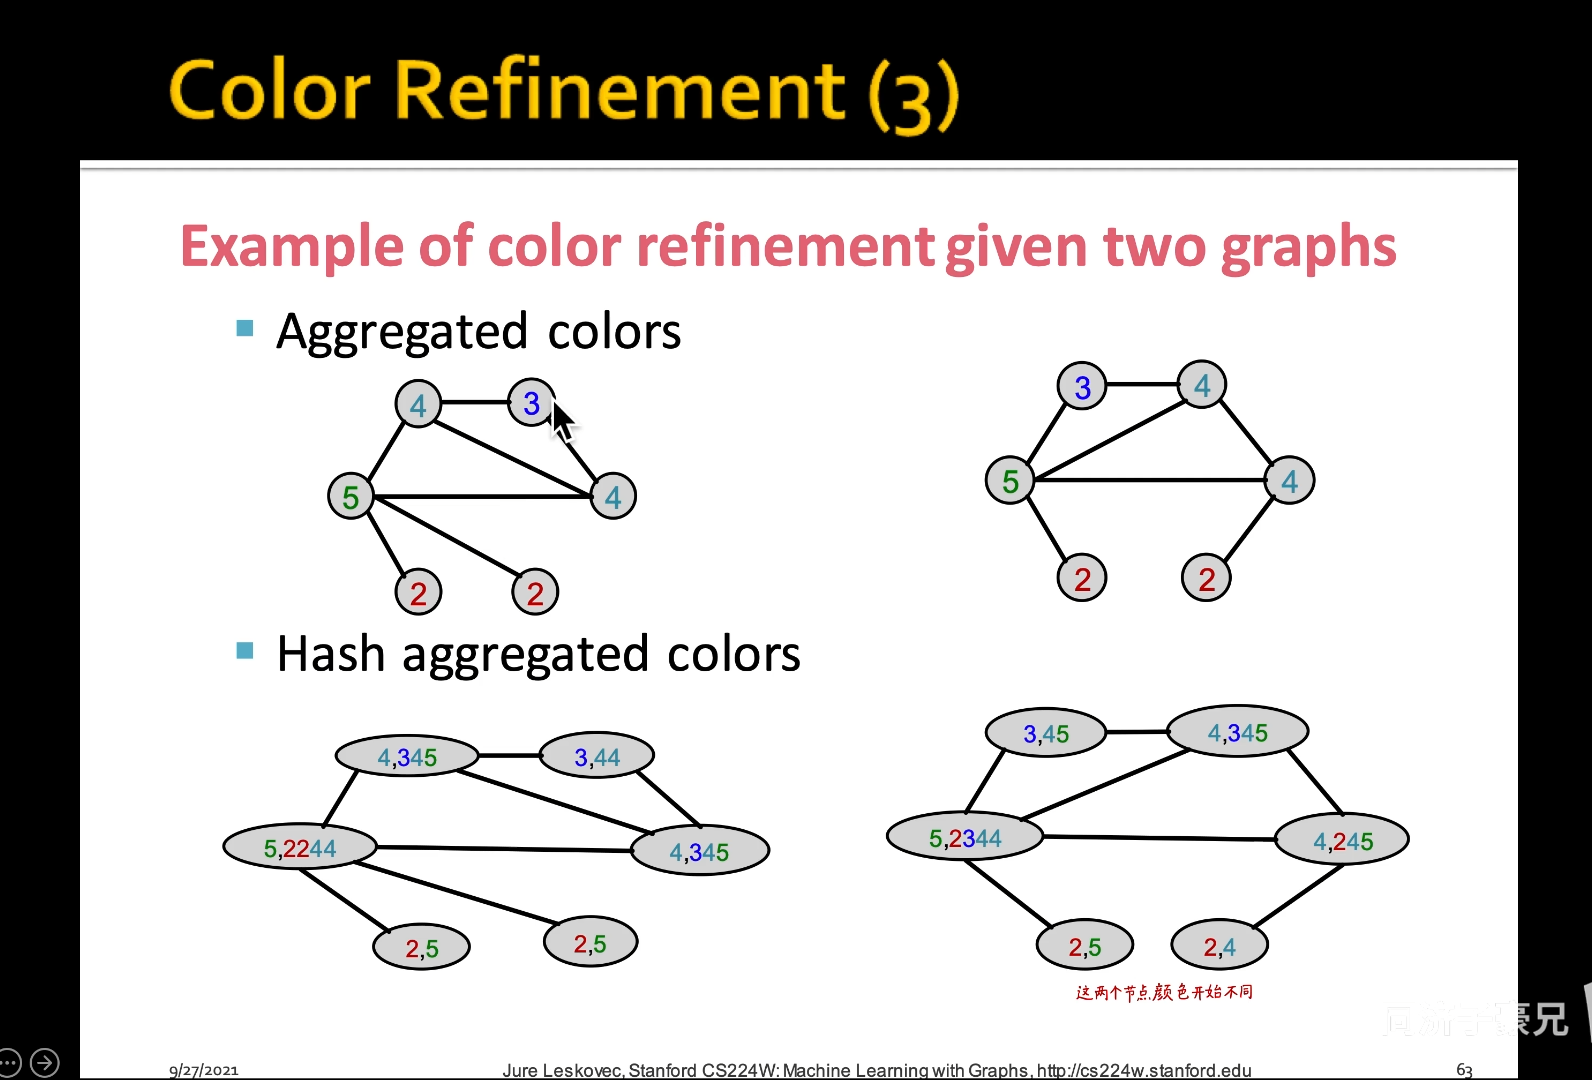 Color Refinement (3)
Example of color refinement given two graphs
Aggregated colors
4 3
5 4
2 2
3 4
5 4
2 2
Hash aggregated colors
4,345 3,44
5,2244 4,345
2,5 2,5
3,45 4,345
5,2344 4,245
2,5 2,4
这两个节点颜色开始不同
豪兄
9/27/2021
Jure Leskovec, Stanford CS224W: Machine Learning with Graphs, http://cs224w.stanford.edu
63